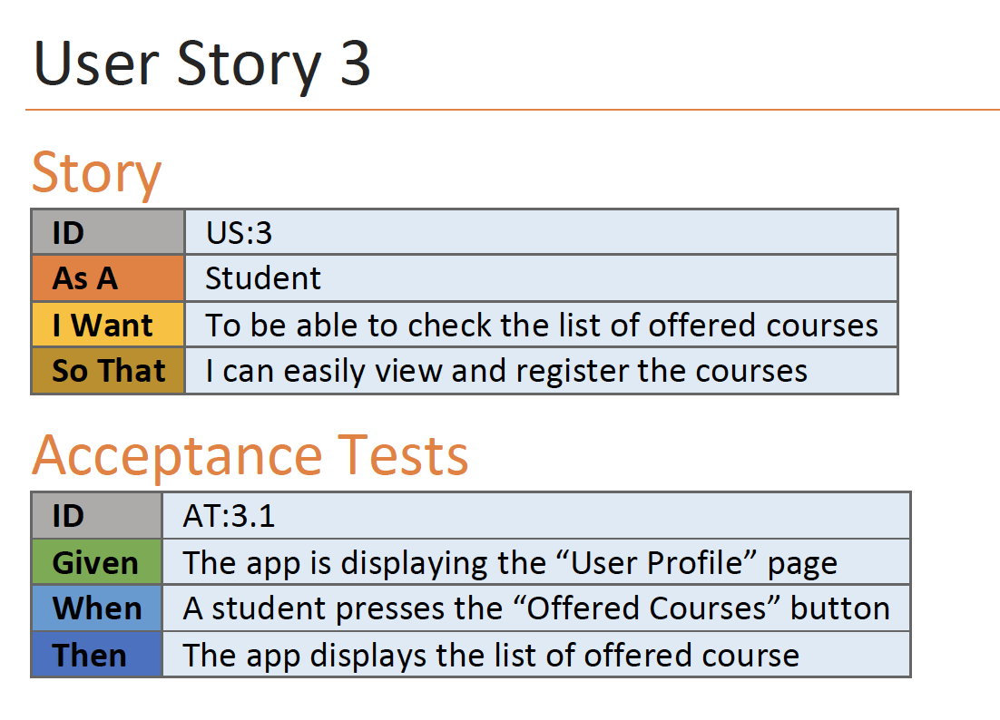 User Story 3
Story
ID US:3
As A Student
I Want To be able to check the list of offered courses
So That I can easily view and register the courses
Acceptance Tests
ID AT:3.1
Given The app is displaying the “User Profile” page
When A student presses the “Offered Courses” button
Then The app displays the list of offered course